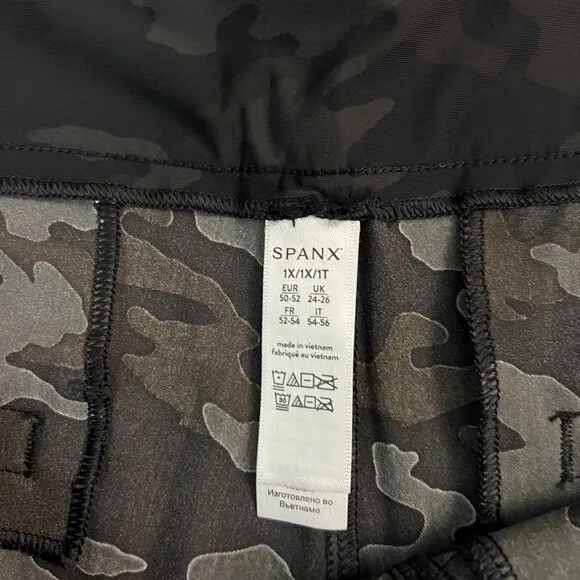 SPANX
1X/1X/1T
EUR UK
50-52 24-26
FR IT
52-54 54-56
made in vietnam
fabriqué au vietnam
30
Изготовлено во
Вьетнаме